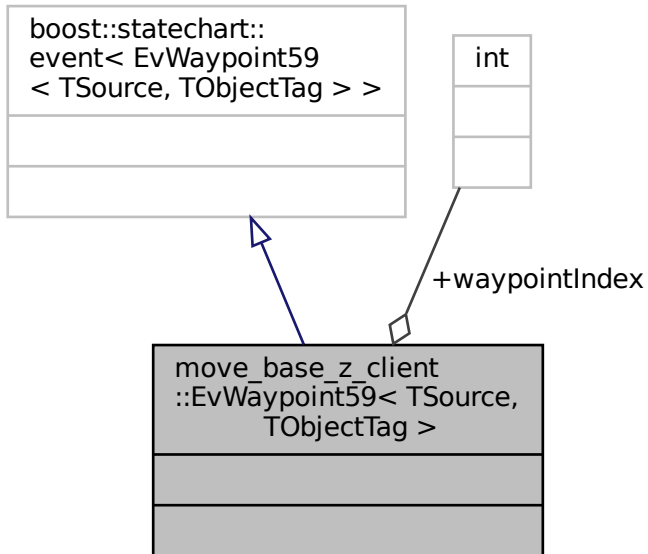 boost::statechart::
event< EvWaypoint59
< TSource, TObjectTag > >
int
+waypointIndex
move_base_z_client
::EvWaypoint59< TSource,
TObjectTag >